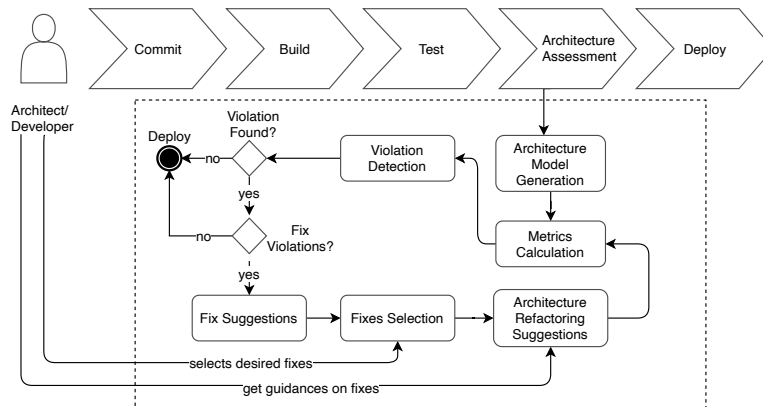 Commit
Build
Test
Architecture
Assessment
Deploy
Architect/
Developer
Deploy
Violation
Found?
no
yes
Violation
Detection
Architecture
Model
Generation
no
Fix
Violations?
yes
Metrics
Calculation
Fix Suggestions
Fixes Selection
Architecture
Refactoring
Suggestions
selects desired fixes
get guidances on fixes